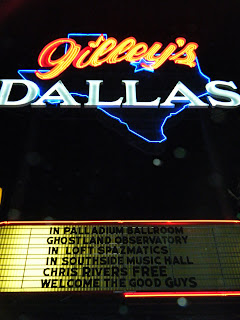 Gilley's
DALLAS
IN PALLADIUM BALLROOM
GHOSTLAND OBSERVATORY
IN LOFT SPAZMATICS
IN SOUTHSIDE MUSIC HALL
CHRIS RIVERS FREE
WELCOME THE GOOD GUYS